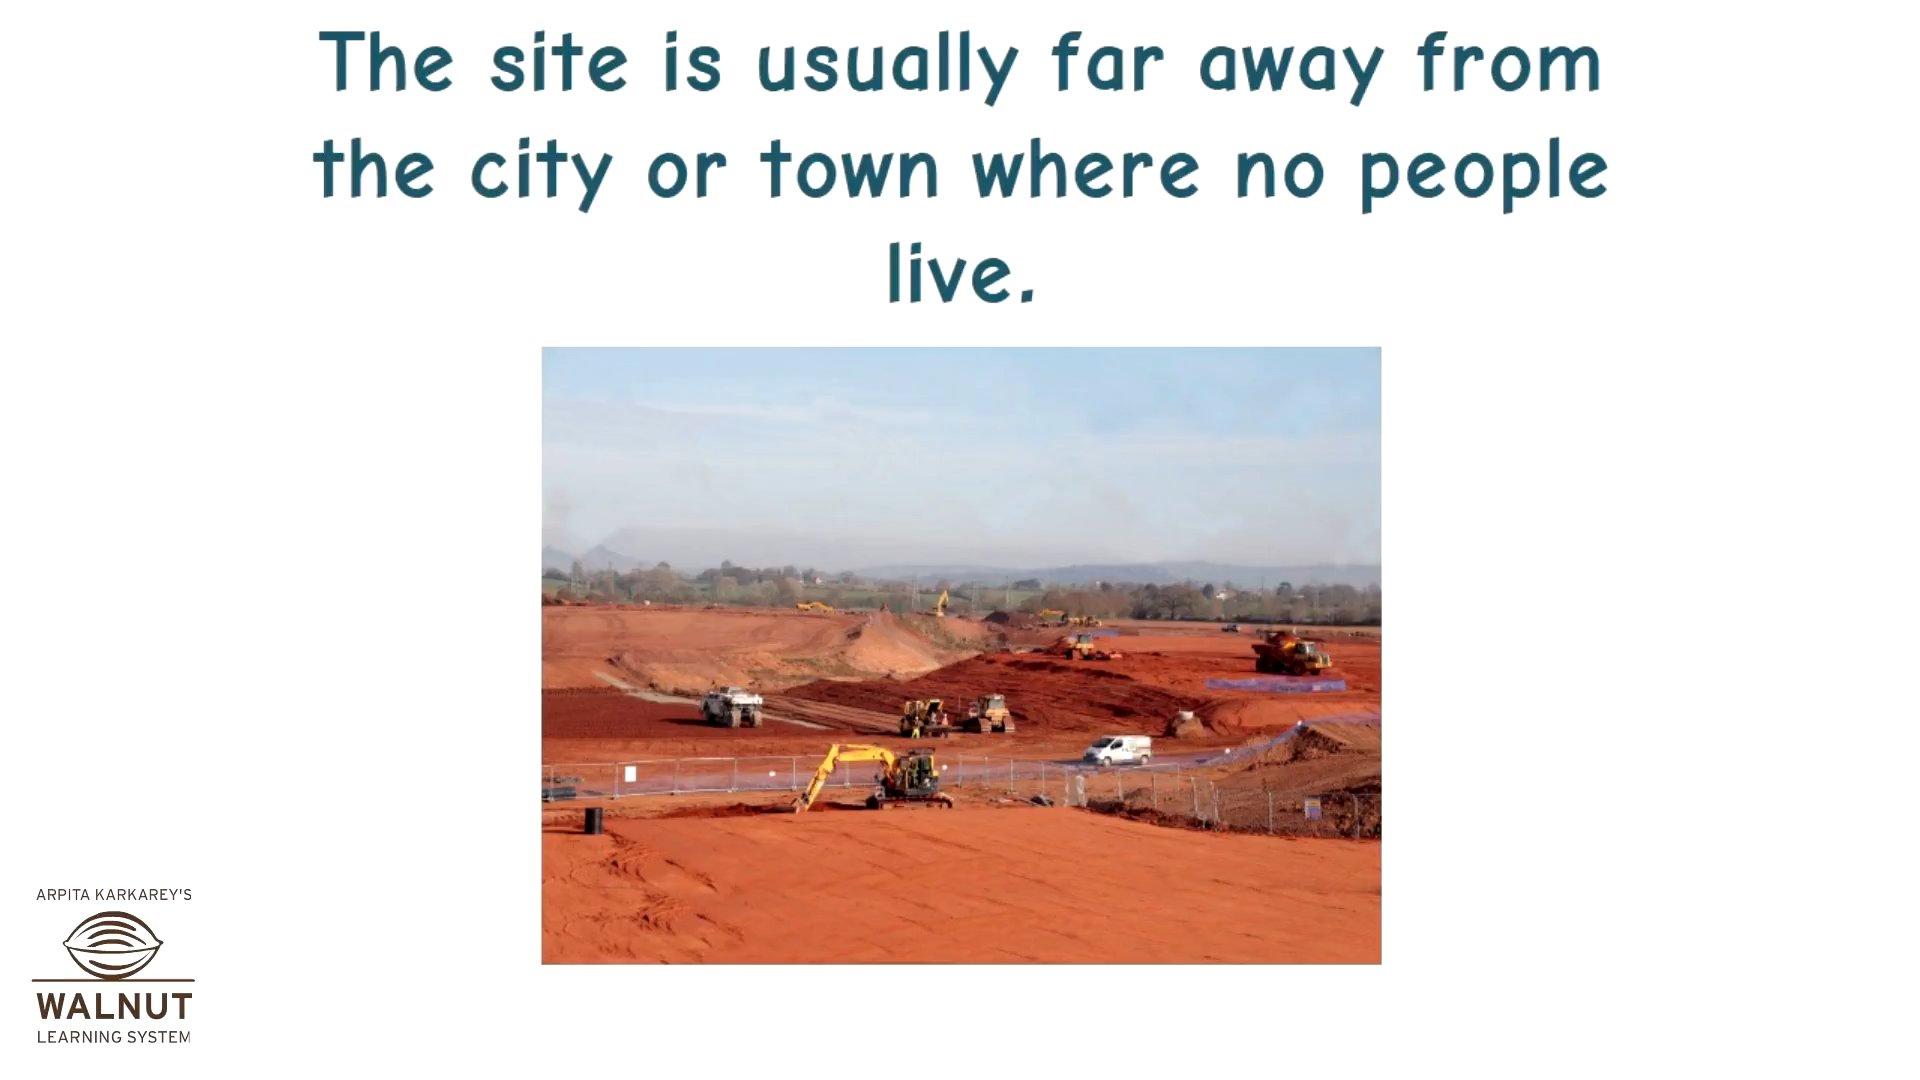 The site is usually far away from
the city or town where no people
live.
ARPITA KARKAREY'S
WALNUT
LEARNING SYSTEM